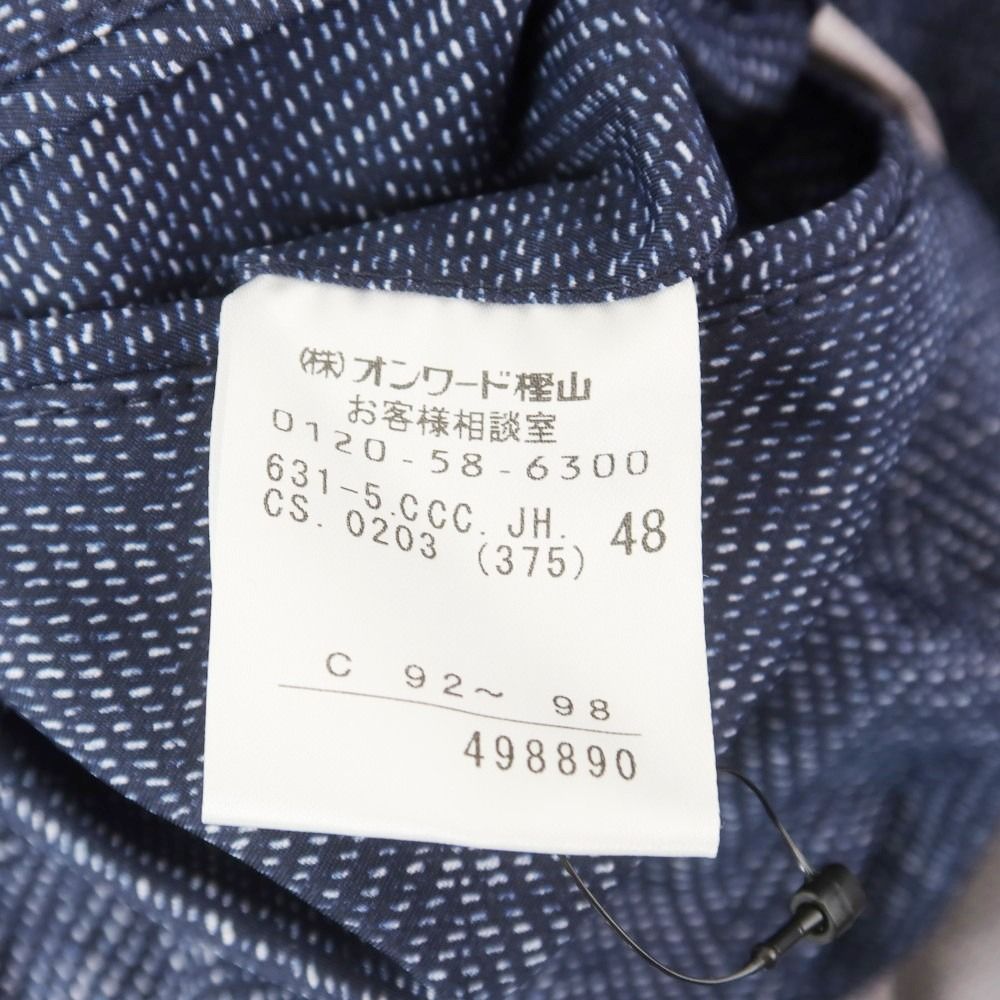 (株)オンワード樫山
お客様相談室
0120-58-6300
631-5.CCC.JH. 48
CS.0203 (375)
C 92~ 98
498890